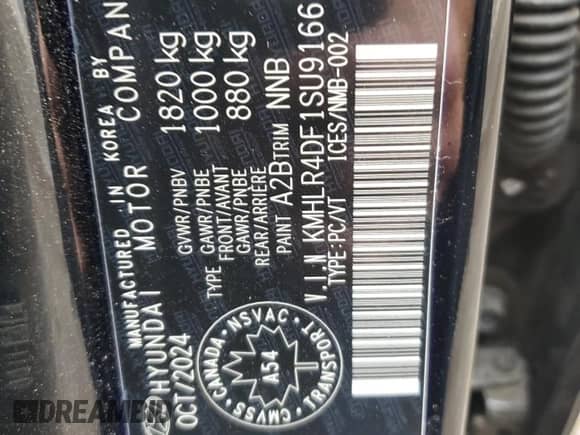 MANUFACTURED IN KOREA BY
HYUNDAI MOTOR COMPAN
OCT/2024
GVWR/PNBV 1820 kg
TYPE GAWR/PNBE
FRONT/AVANT 1000 kg
GAWR/PNBE
REAR/ARRIERE 880 kg
PAINT A2B TRIM NNB
V.I.N KMHLR4DF1SU9166
TYPE:PC/VT ICES/NMB-002
CANADA · NSVAC · TRANSPORT · CMVSS
A54
DREAMBID